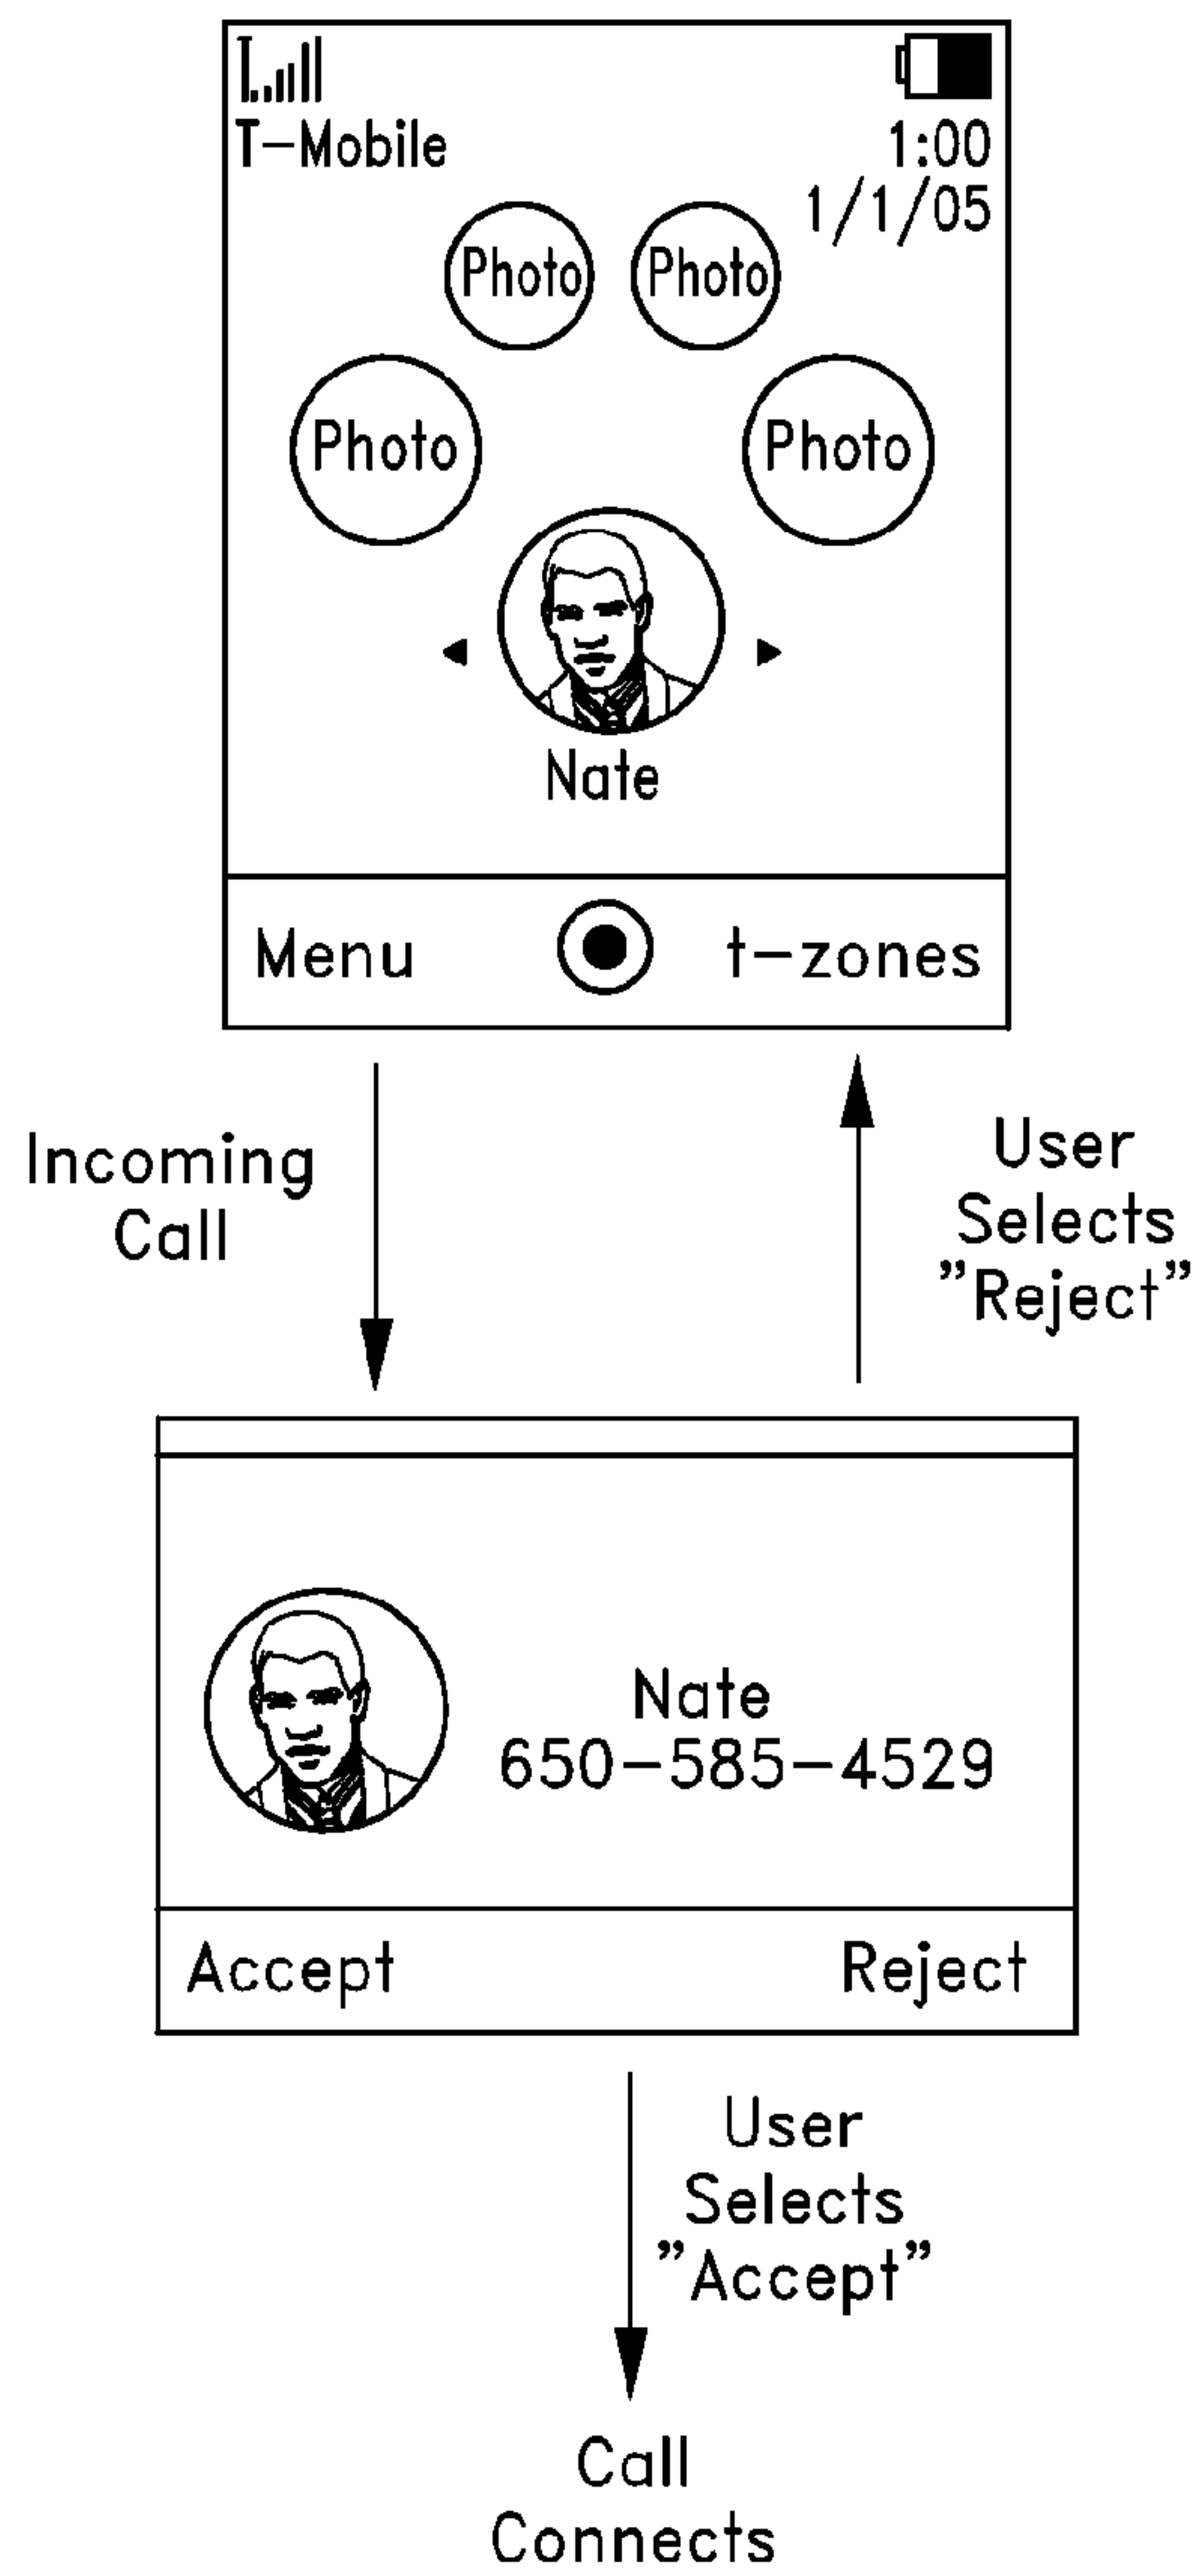 T-Mobile
1:00
1/1/05
Photo Photo
Photo Photo
Nate
Menu t-zones
Incoming
Call
User
Selects
"Reject"
Nate
650-585-4529
Accept Reject
User
Selects
"Accept"
Call
Connects